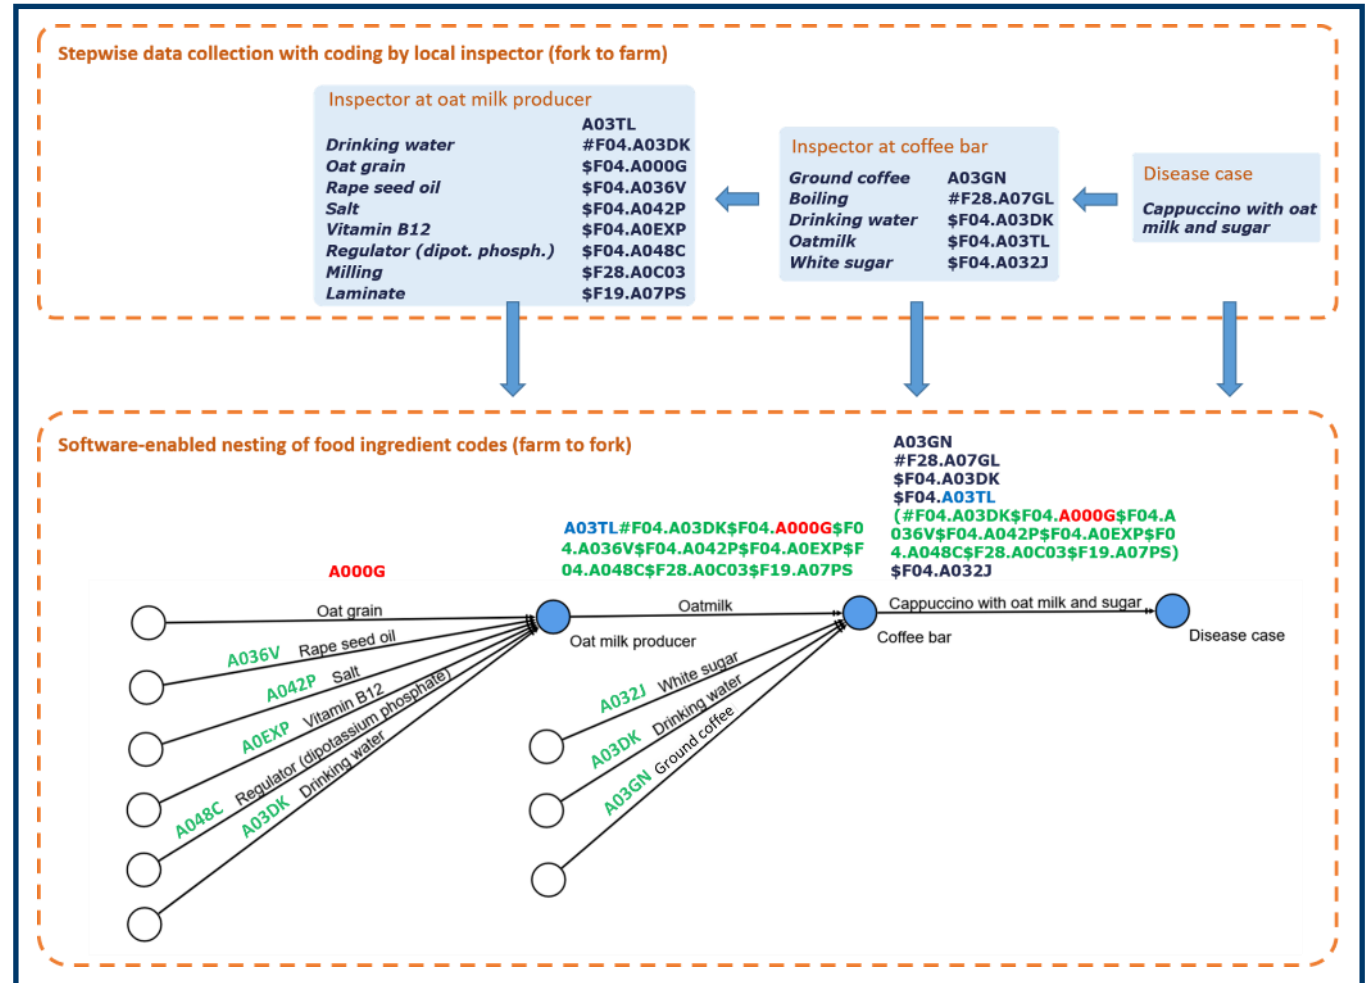 Stepwise data collection with coding by local inspector (fork to farm)
Inspector at oat milk producer
A03TL
Drinking water #F04.A03DK
Oat grain $F04.A000G
Rape seed oil $F04.A036V
Salt $F04.A042P
Vitamin B12 $F04.A0EXP
Regulator (dipot. phosph.) $F04.A048C
Milling $F28.A0C03
Laminate $F19.A07PS
Inspector at coffee bar
Ground coffee A03GN
Boiling #F28.A07GL
Drinking water $F04.A03DK
Oatmilk $F04.A03TL
White sugar $F04.A032J
Disease case
Cappuccino with oat
milk and sugar
Software-enabled nesting of food ingredient codes (farm to fork)
A03GN
#F28.A07GL
$F04.A03DK
$F04.A03TL
(#F04.A03DK$F04.A000G$F04.A
036V$F04.A042P$F04.A0EXP$F0
4.A048C$F28.A0C03$F19.A07PS)
$F04.A032J
A03TL#F04.A03DK$F04.A000G$F0
4.A036V$F04.A042P$F04.A0EXP$F
04.A048C$F28.A0C03$F19.A07PS
A000G
Oat grain
A036V Rape seed oil
A042P Salt
A0EXP Vitamin B12
A048C Regulator (dipotassium phosphate)
A03DK Drinking water
Oat milk producer
Oatmilk
A032J White sugar
A03DK Drinking water
A03GN Ground coffee
Coffee bar
Cappuccino with oat milk and sugar
Disease case